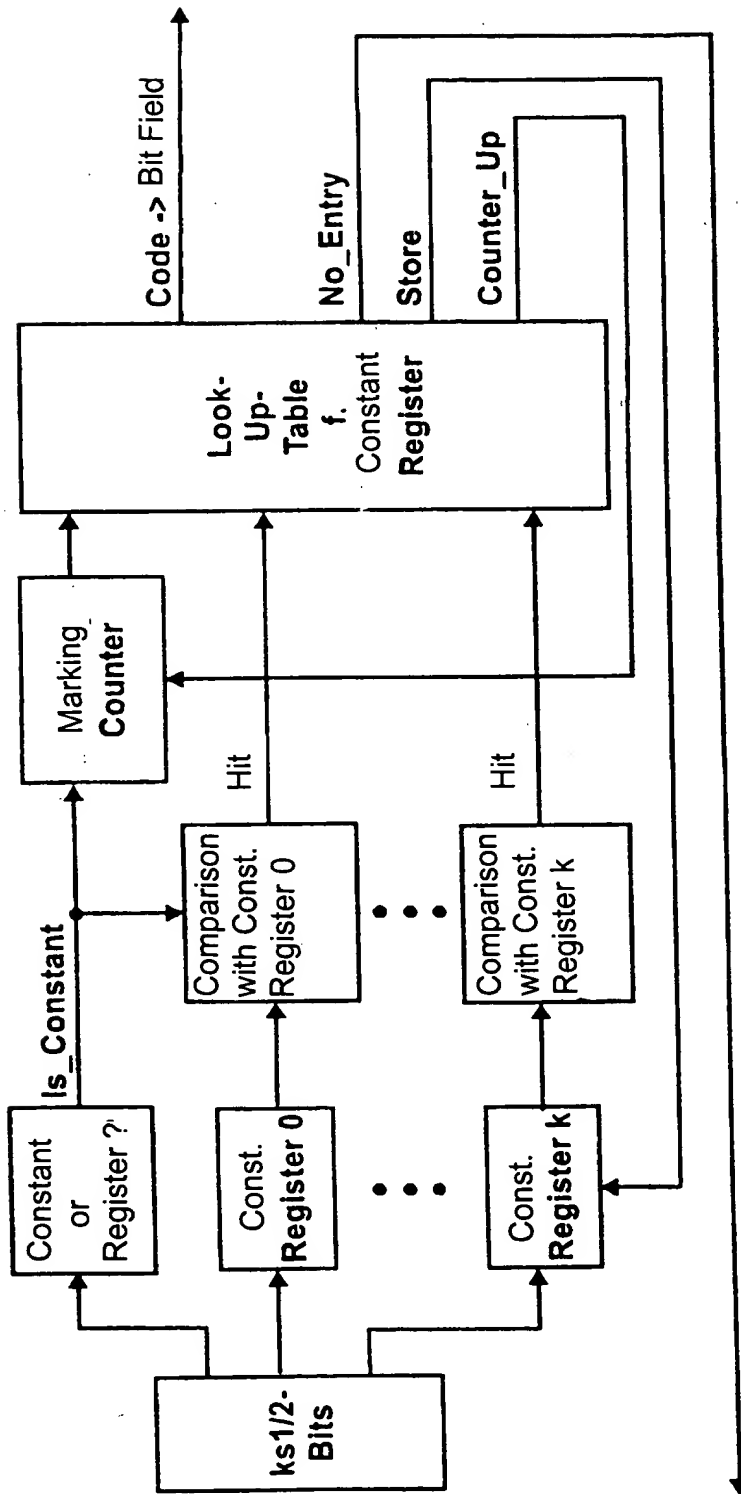 ks1/2-
Bits
Constant
or
Register ?'
Is_Constant
Const.
Register 0
Const.
Register k
Comparison
with Const.
Register 0
Comparison
with Const.
Register k
Hit
Hit
Marking
Counter
Look-
Up-
Table
f.
Constant
Register
Code -> Bit Field
No_Entry
Store
Counter_Up